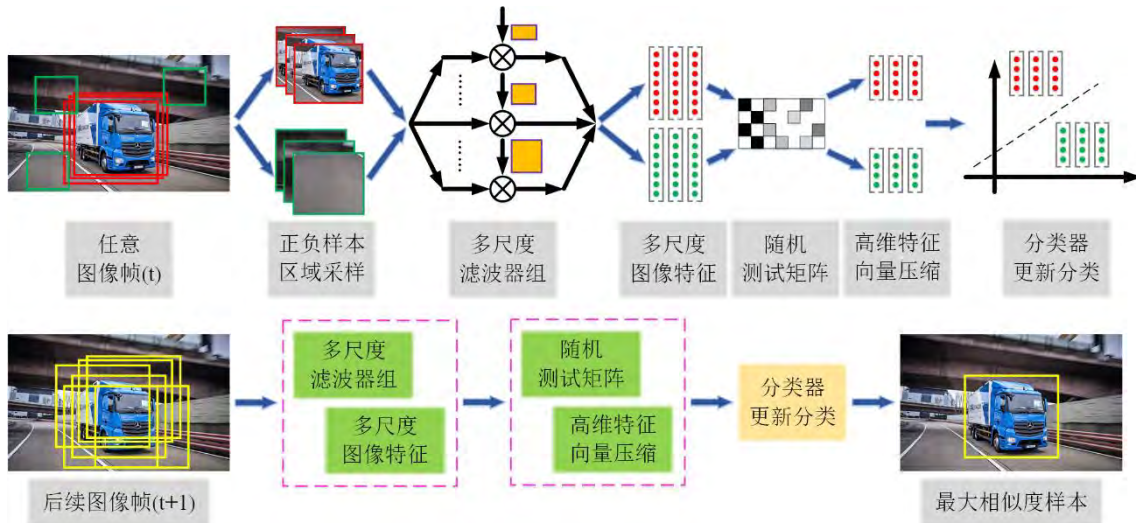 任意
图像帧(t)
正负样本
区域采样
多尺度
滤波器组
多尺度
图像特征
随机
测试矩阵
高维特征
向量压缩
分类器
更新分类
多尺度
滤波器组
多尺度
图像特征
随机
测试矩阵
高维特征
向量压缩
分类器
更新分类
后续图像帧(t+1)
最大相似度样本